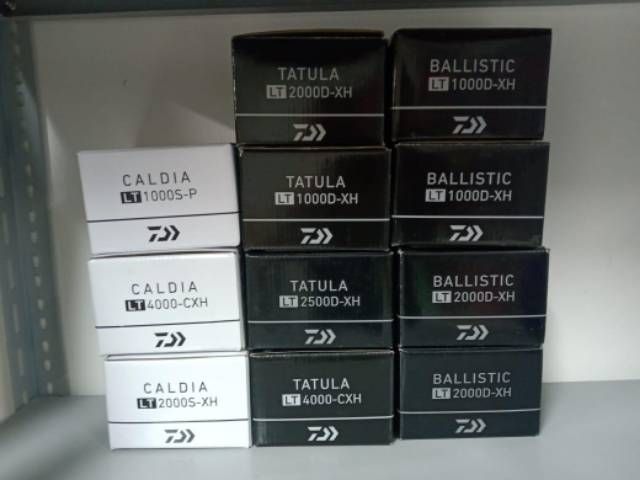 TATULA
LT 2000D-XH
BALLISTIC
LT 1000D-XH
CALDIA
LT 1000S-P
TATULA
LT 1000D-XH
BALLISTIC
LT 1000D-XH
CALDIA
LT 4000-CXH
TATULA
LT 2500D-XH
BALLISTIC
LT 2000D-XH
CALDIA
LT 2000S-XH
TATULA
LT 4000-CXH
BALLISTIC
LT 2000D-XH